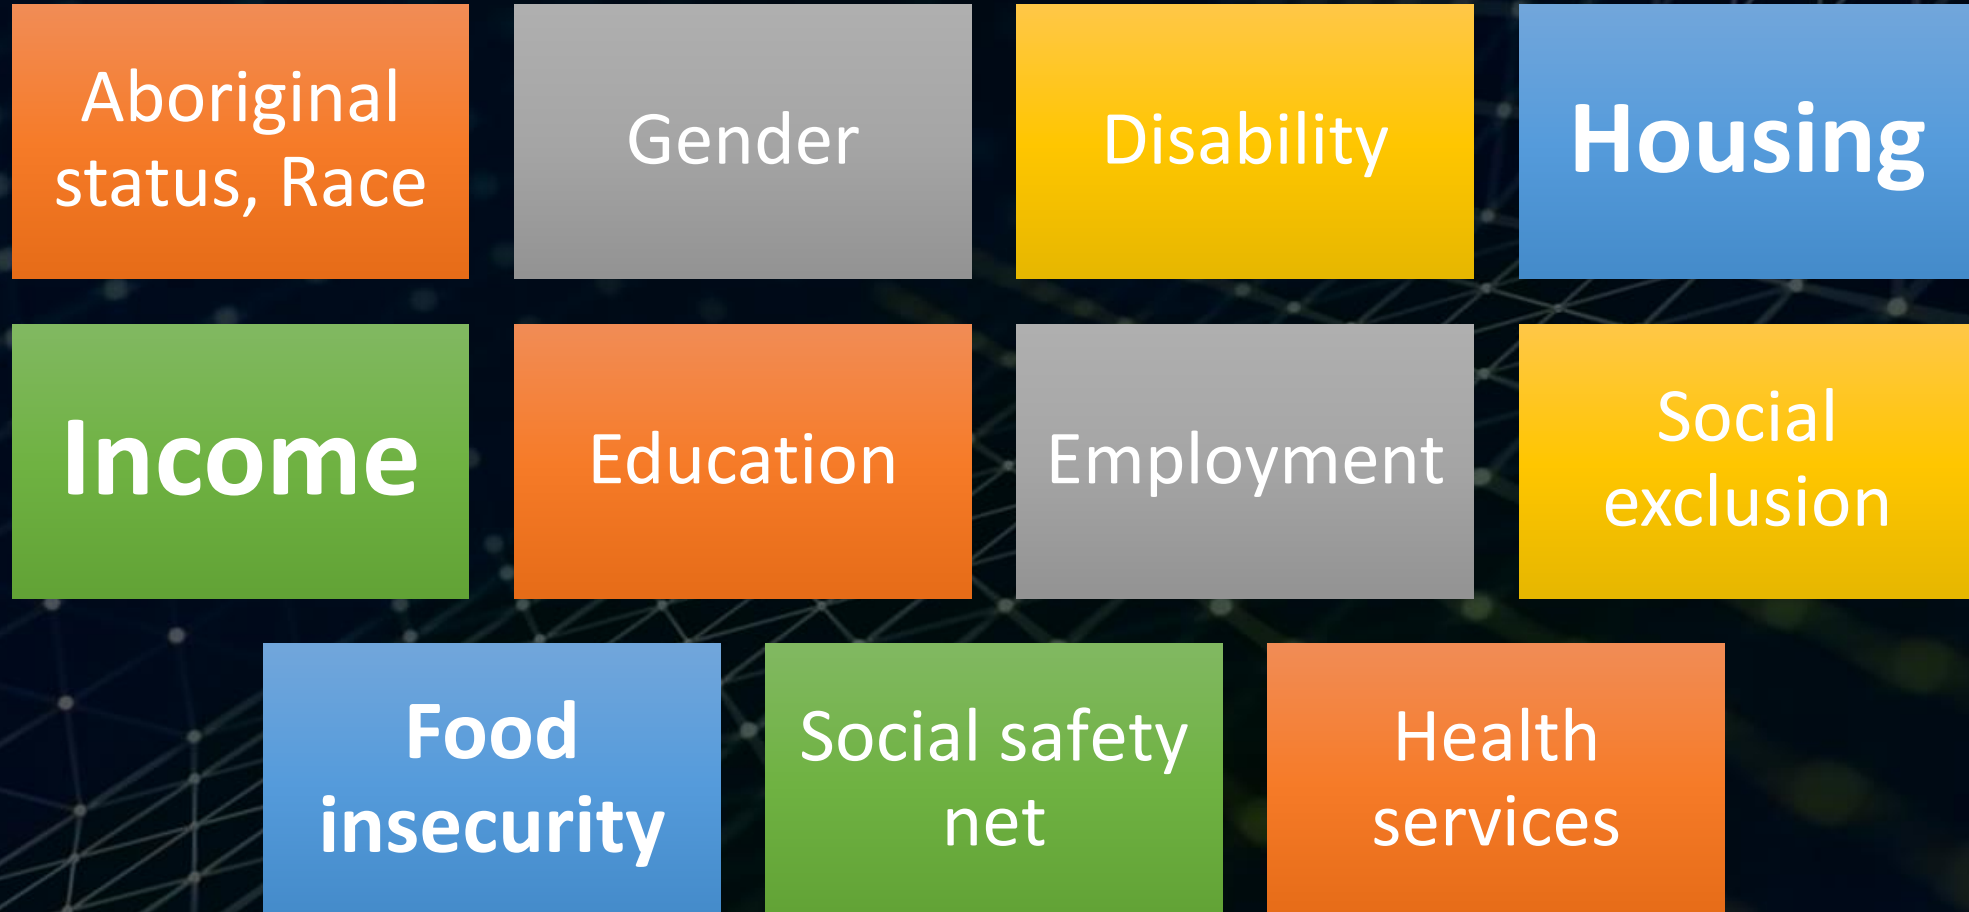 Aboriginal
status, Race
Gender
Disability
Housing
Income
Education
Employment
Social
exclusion
Food
insecurity
Social safety
net
Health
services